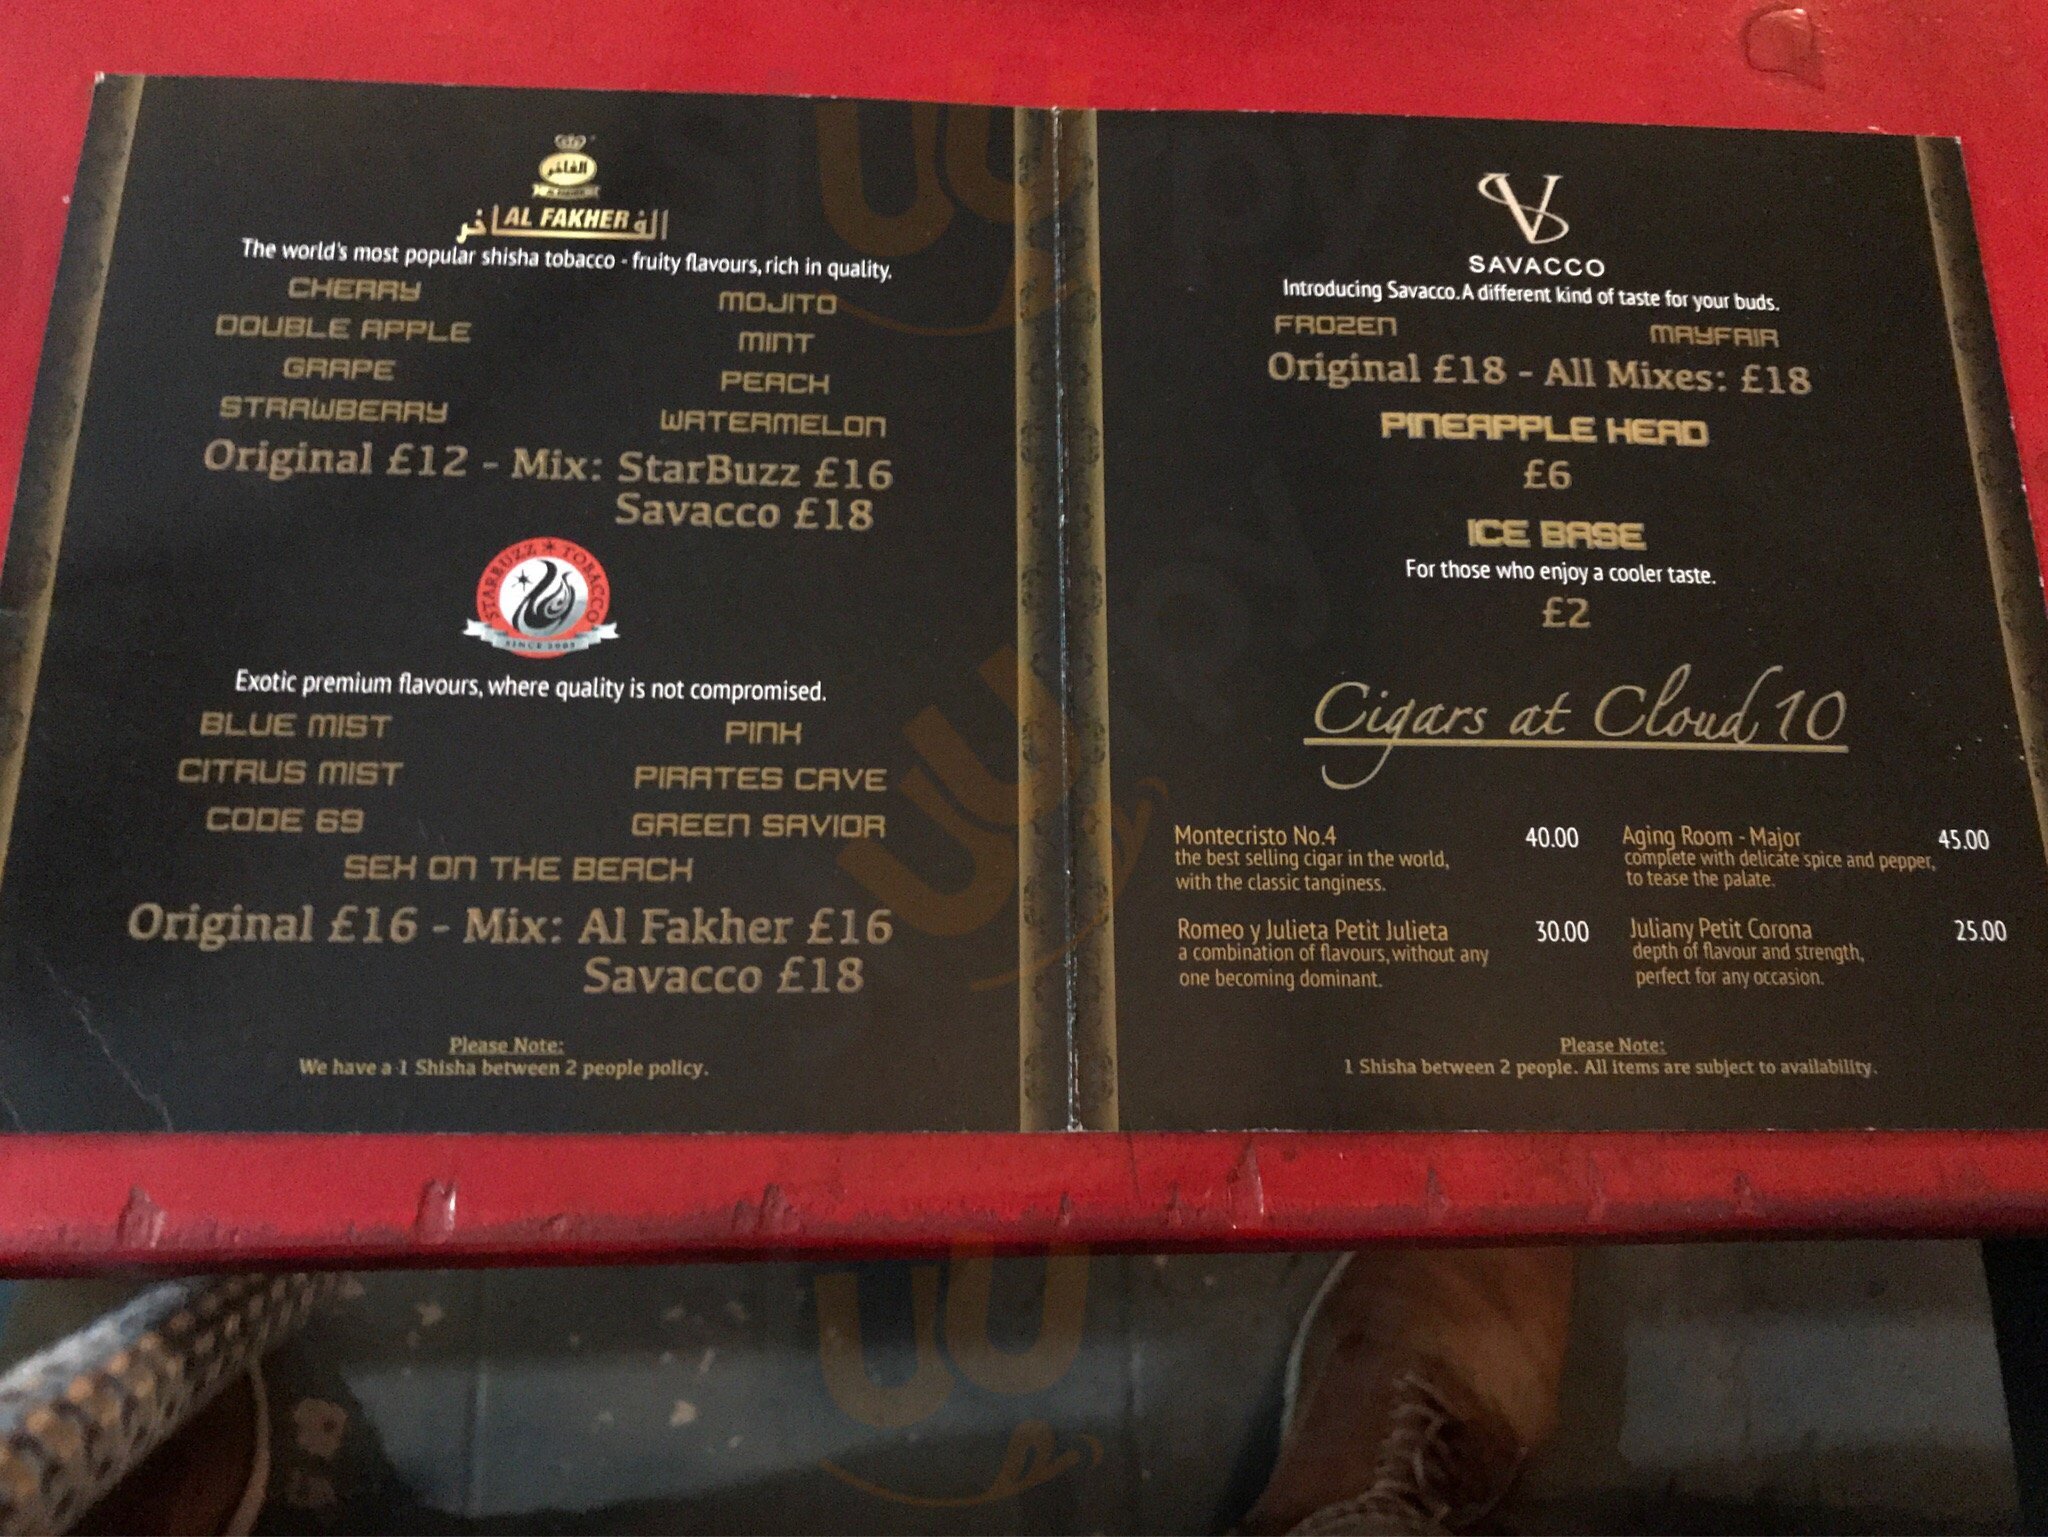 الفاخر
AL FAKHER
The world's most popular shisha tobacco - fruity flavours, rich in quality.
CHERRY MOJITO
DOUBLE APPLE MINT
GRAPE PEACH
STRAWBERRY WATERMELON
Original £12 - Mix: StarBuzz £16
Savacco £18
STARBUZZ TOBACCO
Exotic premium flavours, where quality is not compromised.
BLUE MIST PINK
CITRUS MIST PIRATES CAVE
CODE 69 GREEN SAVIOR
SEX ON THE BEACH
Original £16 - Mix: Al Fakher £16
Savacco £18
Please Note:
We have a 1 Shisha between 2 people policy.
SAVACCO
Introducing Savacco. A different kind of taste for your buds.
FROZEN MAYFAIR
Original £18 - All Mixes: £18
PINEAPPLE HEAD
£6
ICE BASE
For those who enjoy a cooler taste.
£2
Cigars at Cloud 10
Montecristo No.4 40.00
the best selling cigar in the world,
with the classic tanginess.
Aging Room - Major 45.00
complete with delicate spice and pepper,
to tease the palate.
Romeo y Julieta Petit Julieta 30.00
a combination of flavours, without any
one becoming dominant.
Juliany Petit Corona 25.00
depth of flavour and strength,
perfect for any occasion.
Please Note:
1 Shisha between 2 people. All items are subject to availability.